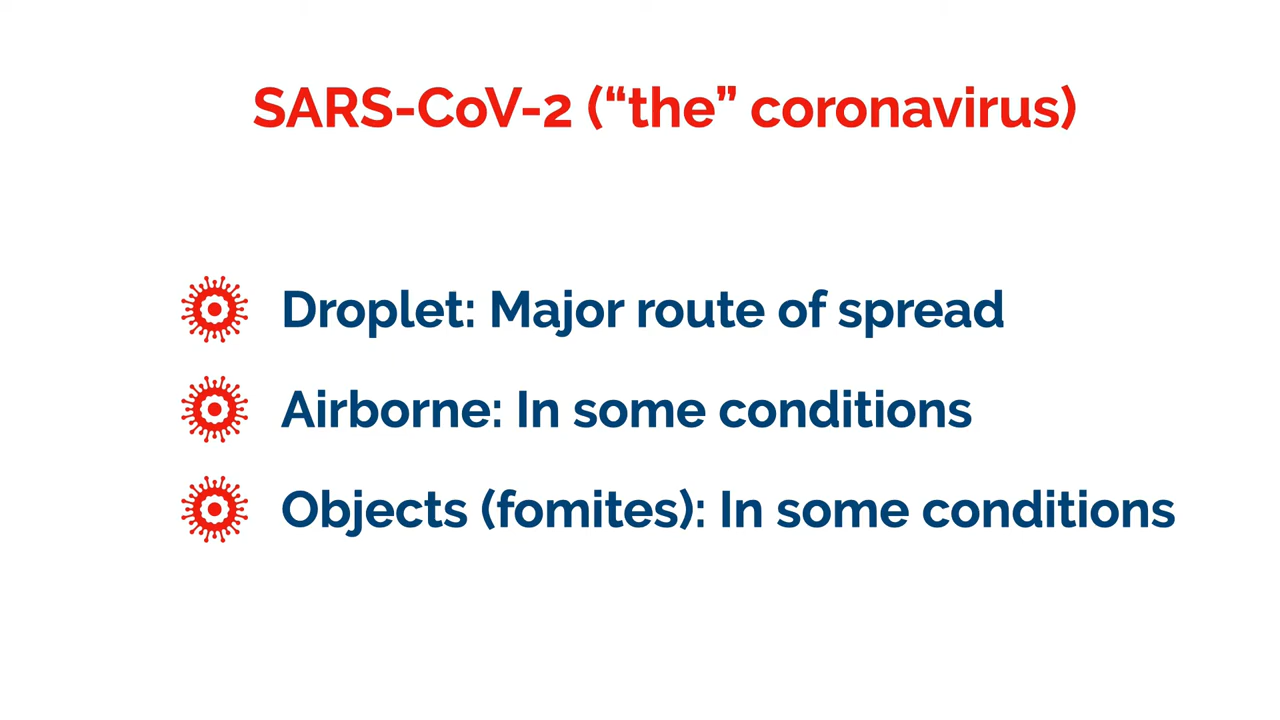 SARS-CoV-2 (“the” coronavirus)
Droplet: Major route of spread
Airborne: In some conditions
Objects (fomites): In some conditions